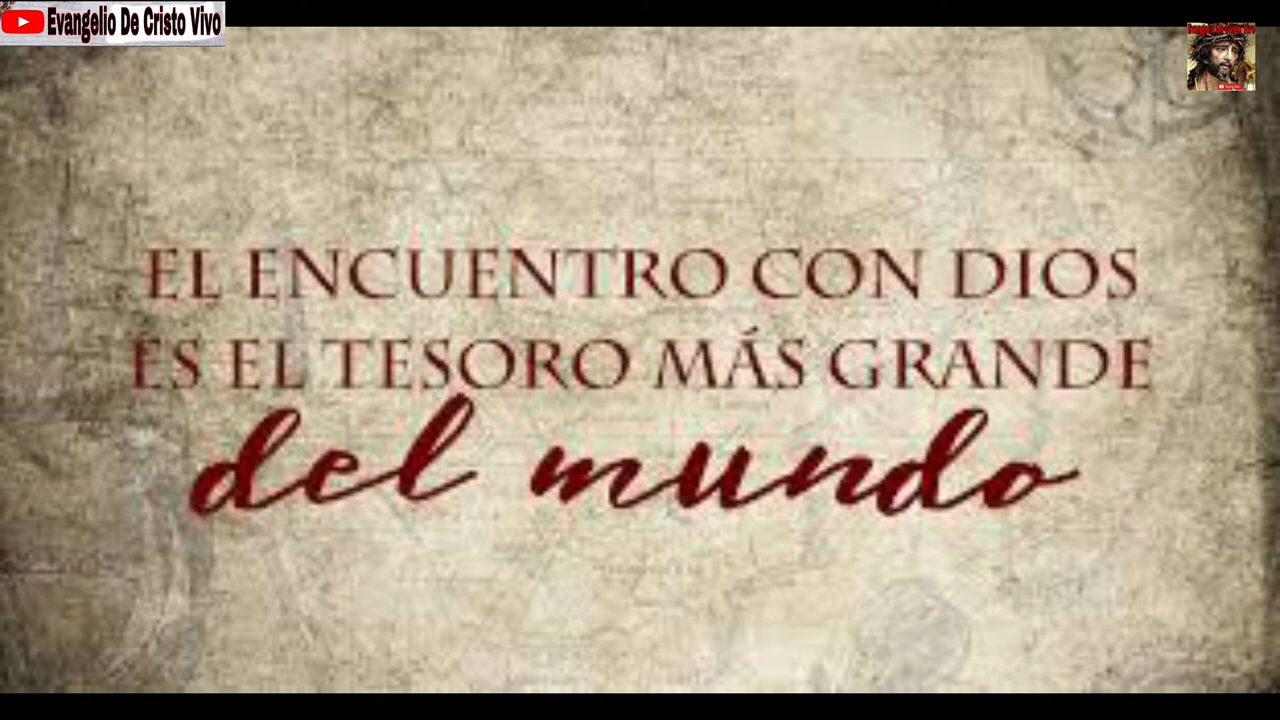 Evangelio De Cristo Vivo
EL ENCUENTRO CON DIOS
ES EL TESORO MÁS GRANDE
del mundo